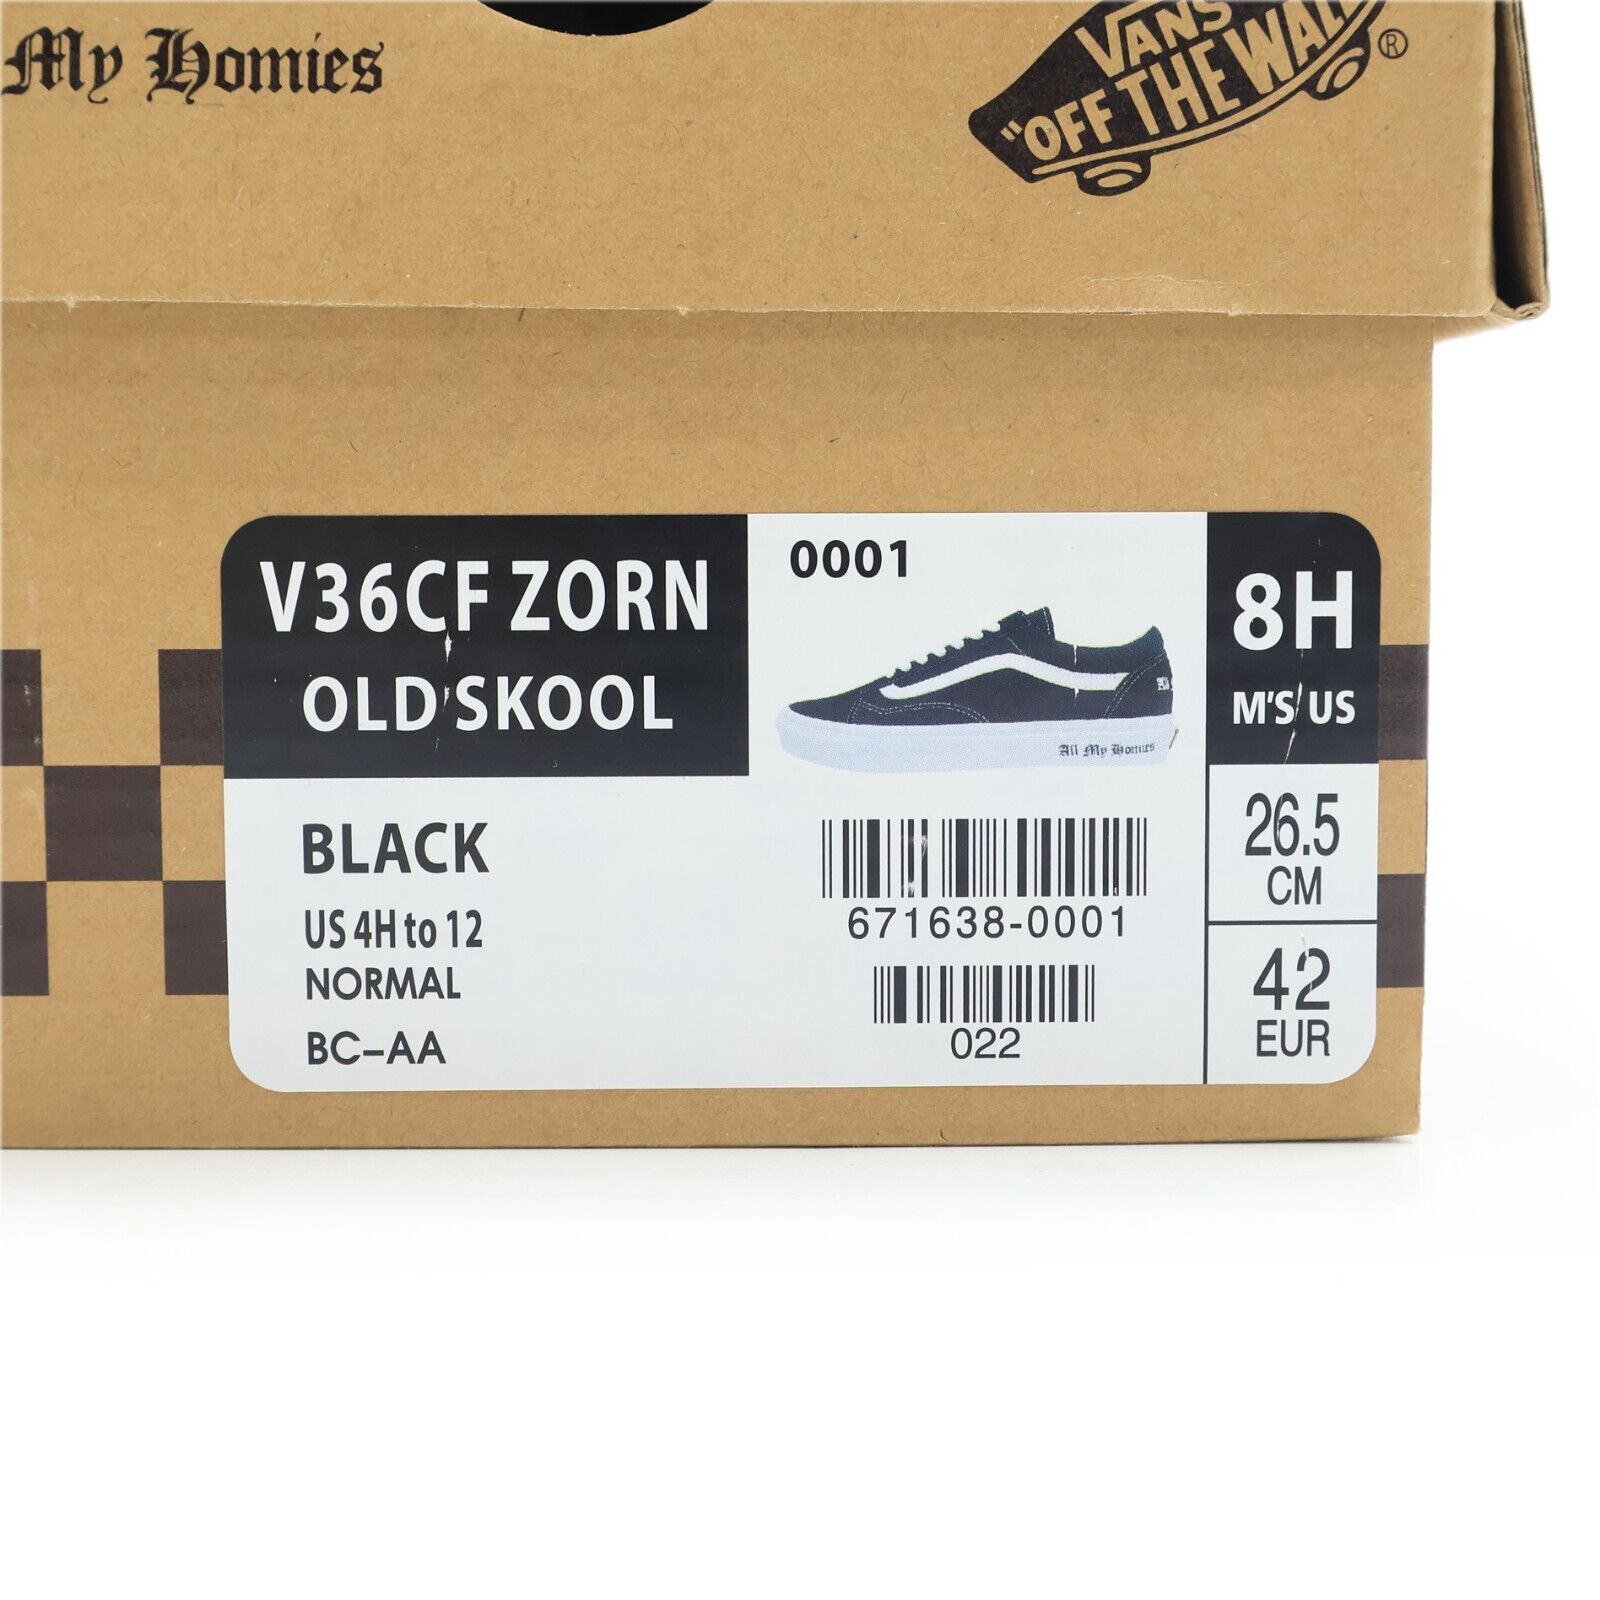 My Homies
VANS
"OFF THE WALL
®
V36CF ZORN
OLD SKOOL
BLACK
US 4H to 12
NORMAL
BC-AA
0001
All My Homies
671638-0001
022
8H
M'S/US
26.5
CM
42
EUR